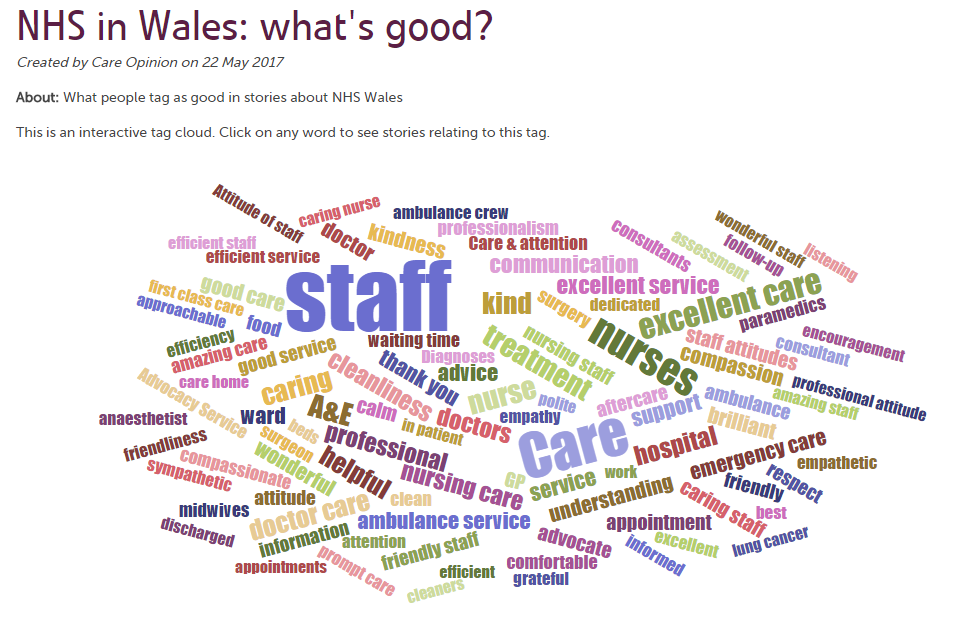 NHS in Wales: what's good?
Created by Care Opinion on 22 May 2017
About: What people tag as good in stories about NHS Wales
This is an interactive tag cloud. Click on any word to see stories relating to this tag.
Attitude of staff
caring nurse
ambulance crew
wonderful staff
efficient staff
doctor
kindness
professionalism
Care & attention
consultants
assessment
follow-up
listening
efficient service
staff
communication
excellent service
excellent care
first class care
good care
kind
surgery
dedicated
paramedics
approachable
food
nurses
encouragement
efficiency
waiting time
treatment
nursing staff
staff attitudes
consultant
amazing care
good service
cleanliness
thank you
Diagnoses
advice
compassion
professional attitude
care home
caring
nurse
polite
aftercare
support
ambulance
amazing staff
Advocacy Service
anaesthetist
ward
A&E
calm
in patient
doctors
empathy
care
brilliant
friendliness
beds
surgeon
professional
hospital
emergency care
empathetic
compassionate
sympathetic
wonderful
helpful
nursing care
GP
service
work
understanding
friendly
respect
caring staff
midwives
attitude
clean
best
discharged
doctor care
ambulance service
appointment
information
attention
friendly staff
advocate
informed
excellent
lung cancer
appointments
prompt care
efficient
comfortable
grateful
cleaners